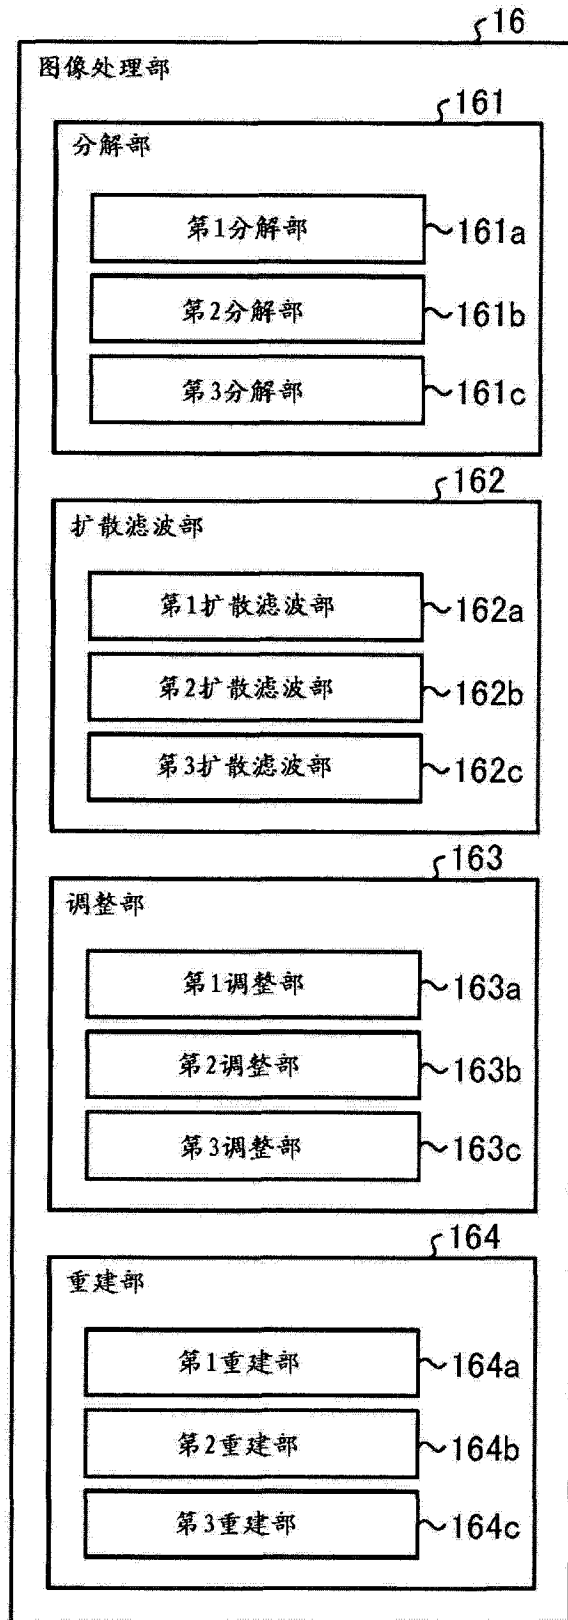 16
图像处理部
161
分解部
第1分解部
161a
第2分解部
161b
第3分解部
161c
162
扩散滤波部
第1扩散滤波部
162a
第2扩散滤波部
162b
第3扩散滤波部
162c
163
调整部
第1调整部
163a
第2调整部
163b
第3调整部
163c
164
重建部
第1重建部
164a
第2重建部
164b
第3重建部
164c